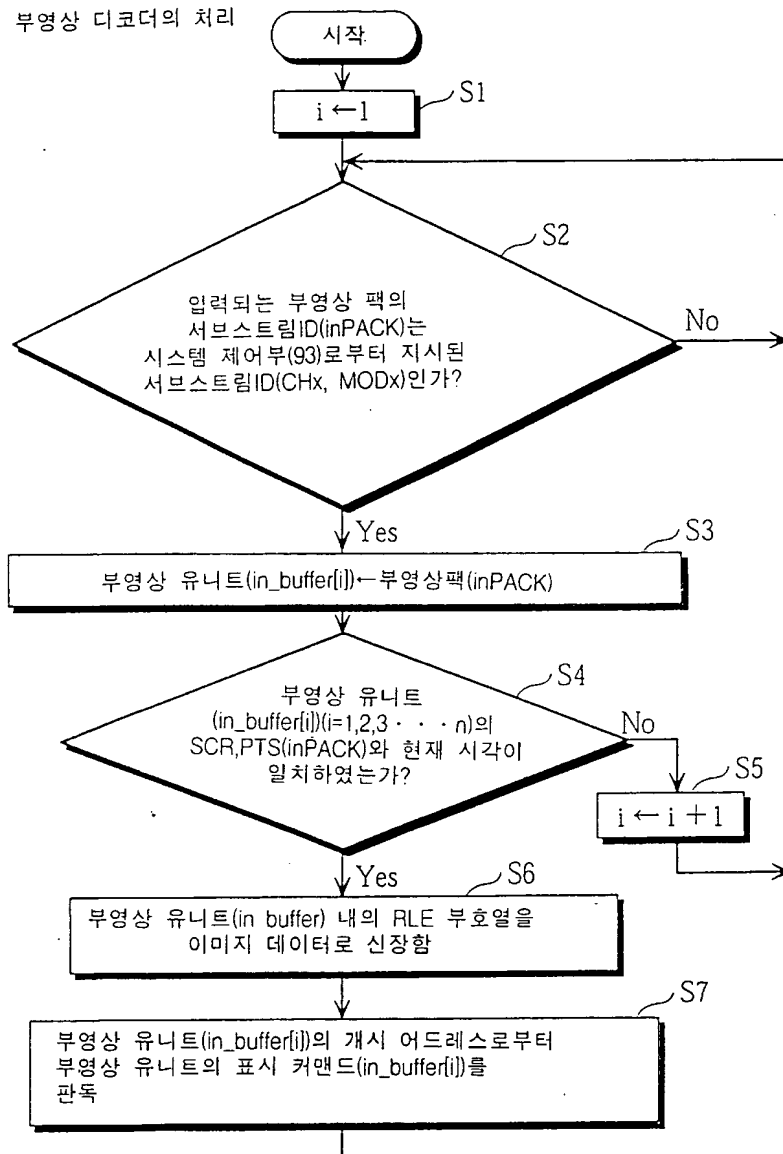 부영상 디코더의 처리
시작
i ← 1
S1
S2
입력되는 부영상 팩의
서브스트림ID(inPACK)는
시스템 제어부(93)로부터 지시된
서브스트림ID(CHx, MODx)인가?
No
Yes
S3
부영상 유니트(in_buffer[i])←부영상팩(inPACK)
S4
부영상 유니트
(in_buffer[i])(i=1,2,3 · · · n)의
SCR,PTS(inPACK)와 현재 시각이
일치하였는가?
No
S5
i ← i + 1
Yes
S6
부영상 유니트(in buffer) 내의 RLE 부호열을
이미지 데이터로 신장함
S7
부영상 유니트(in_buffer[i])의 개시 어드레스로부터
부영상 유니트의 표시 커맨드(in_buffer[i])를
판독